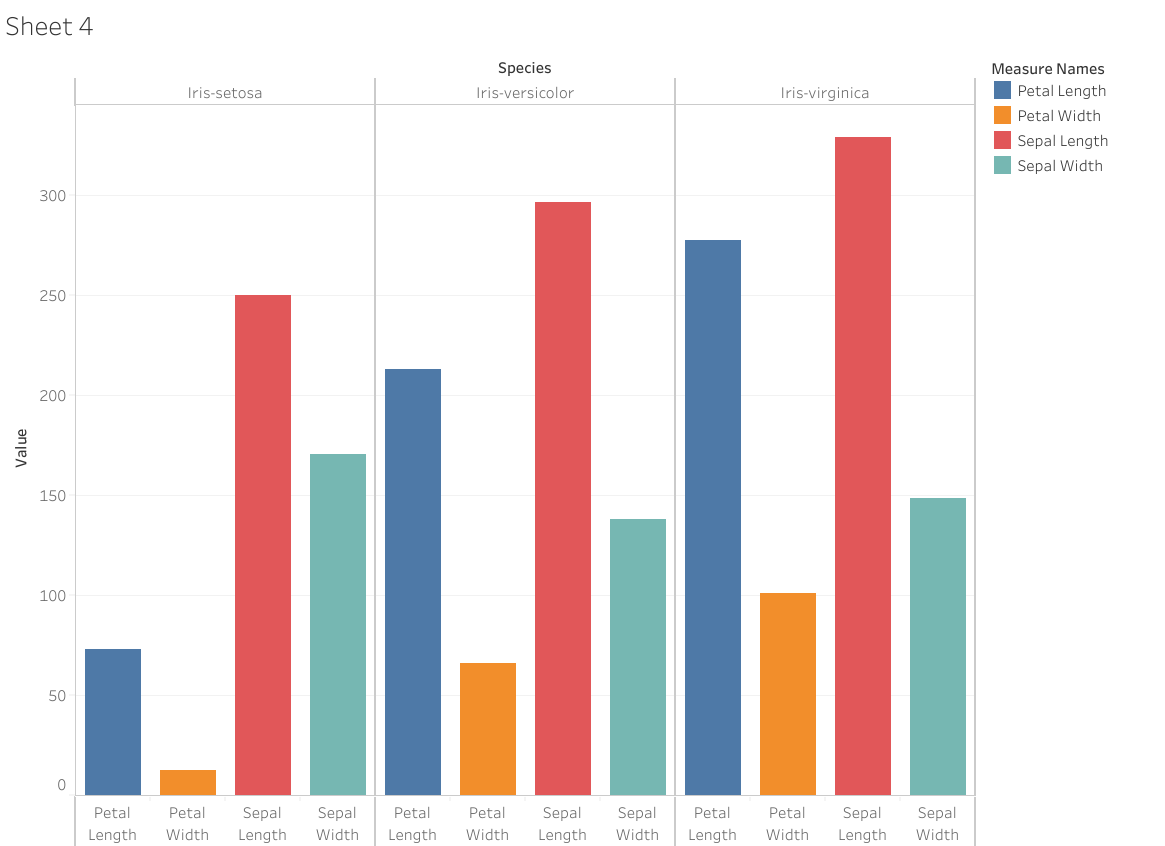 Sheet 4
Species
Iris-setosa Iris-versicolor Iris-virginica
Measure Names
Petal Length
Petal Width
Sepal Length
Sepal Width
Value
300
250
200
150
100
50
0
Petal Petal Sepal Sepal Petal Petal Sepal Sepal Petal Petal Sepal Sepal
Length Width Length Width Length Width Length Width Length Width Length Width